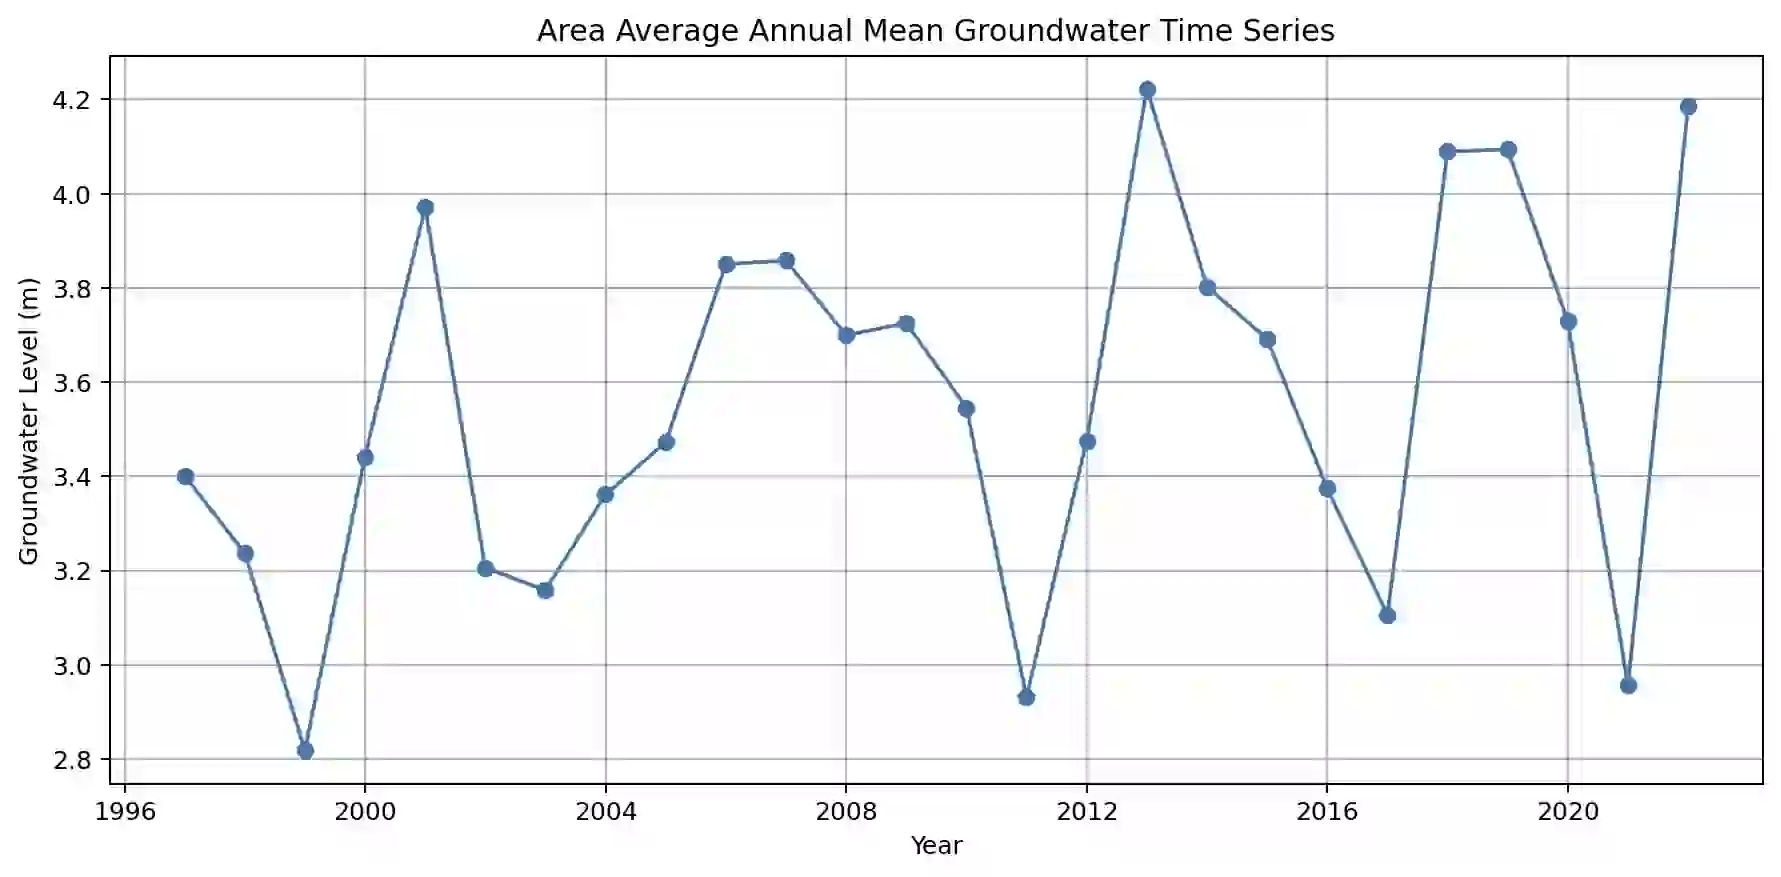 Area Average Annual Mean Groundwater Time Series
Groundwater Level (m)
4.2
4.0
3.8
3.6
3.4
3.2
3.0
2.8
1996 2000 2004 2008 2012 2016 2020
Year